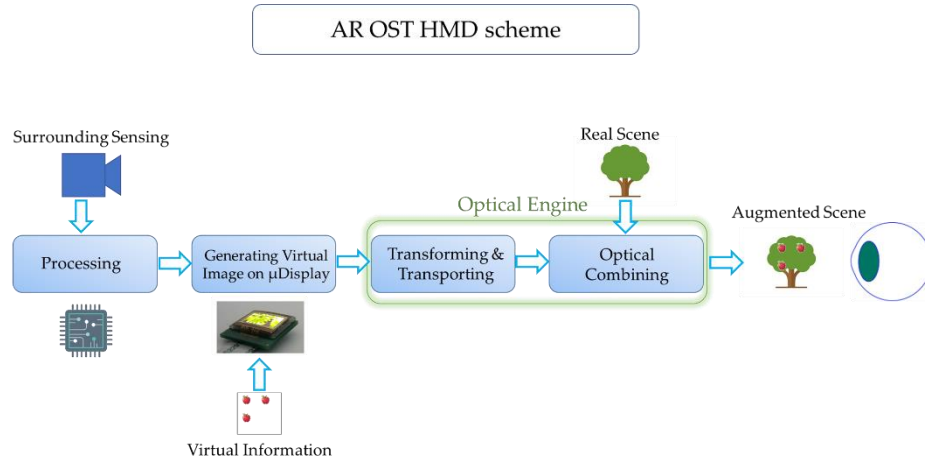 AR OST HMD scheme
Surrounding Sensing
Real Scene
Optical Engine
Augmented Scene
Processing
Generating Virtual
Image on μDisplay
Transforming &
Transporting
Optical
Combining
Virtual Information